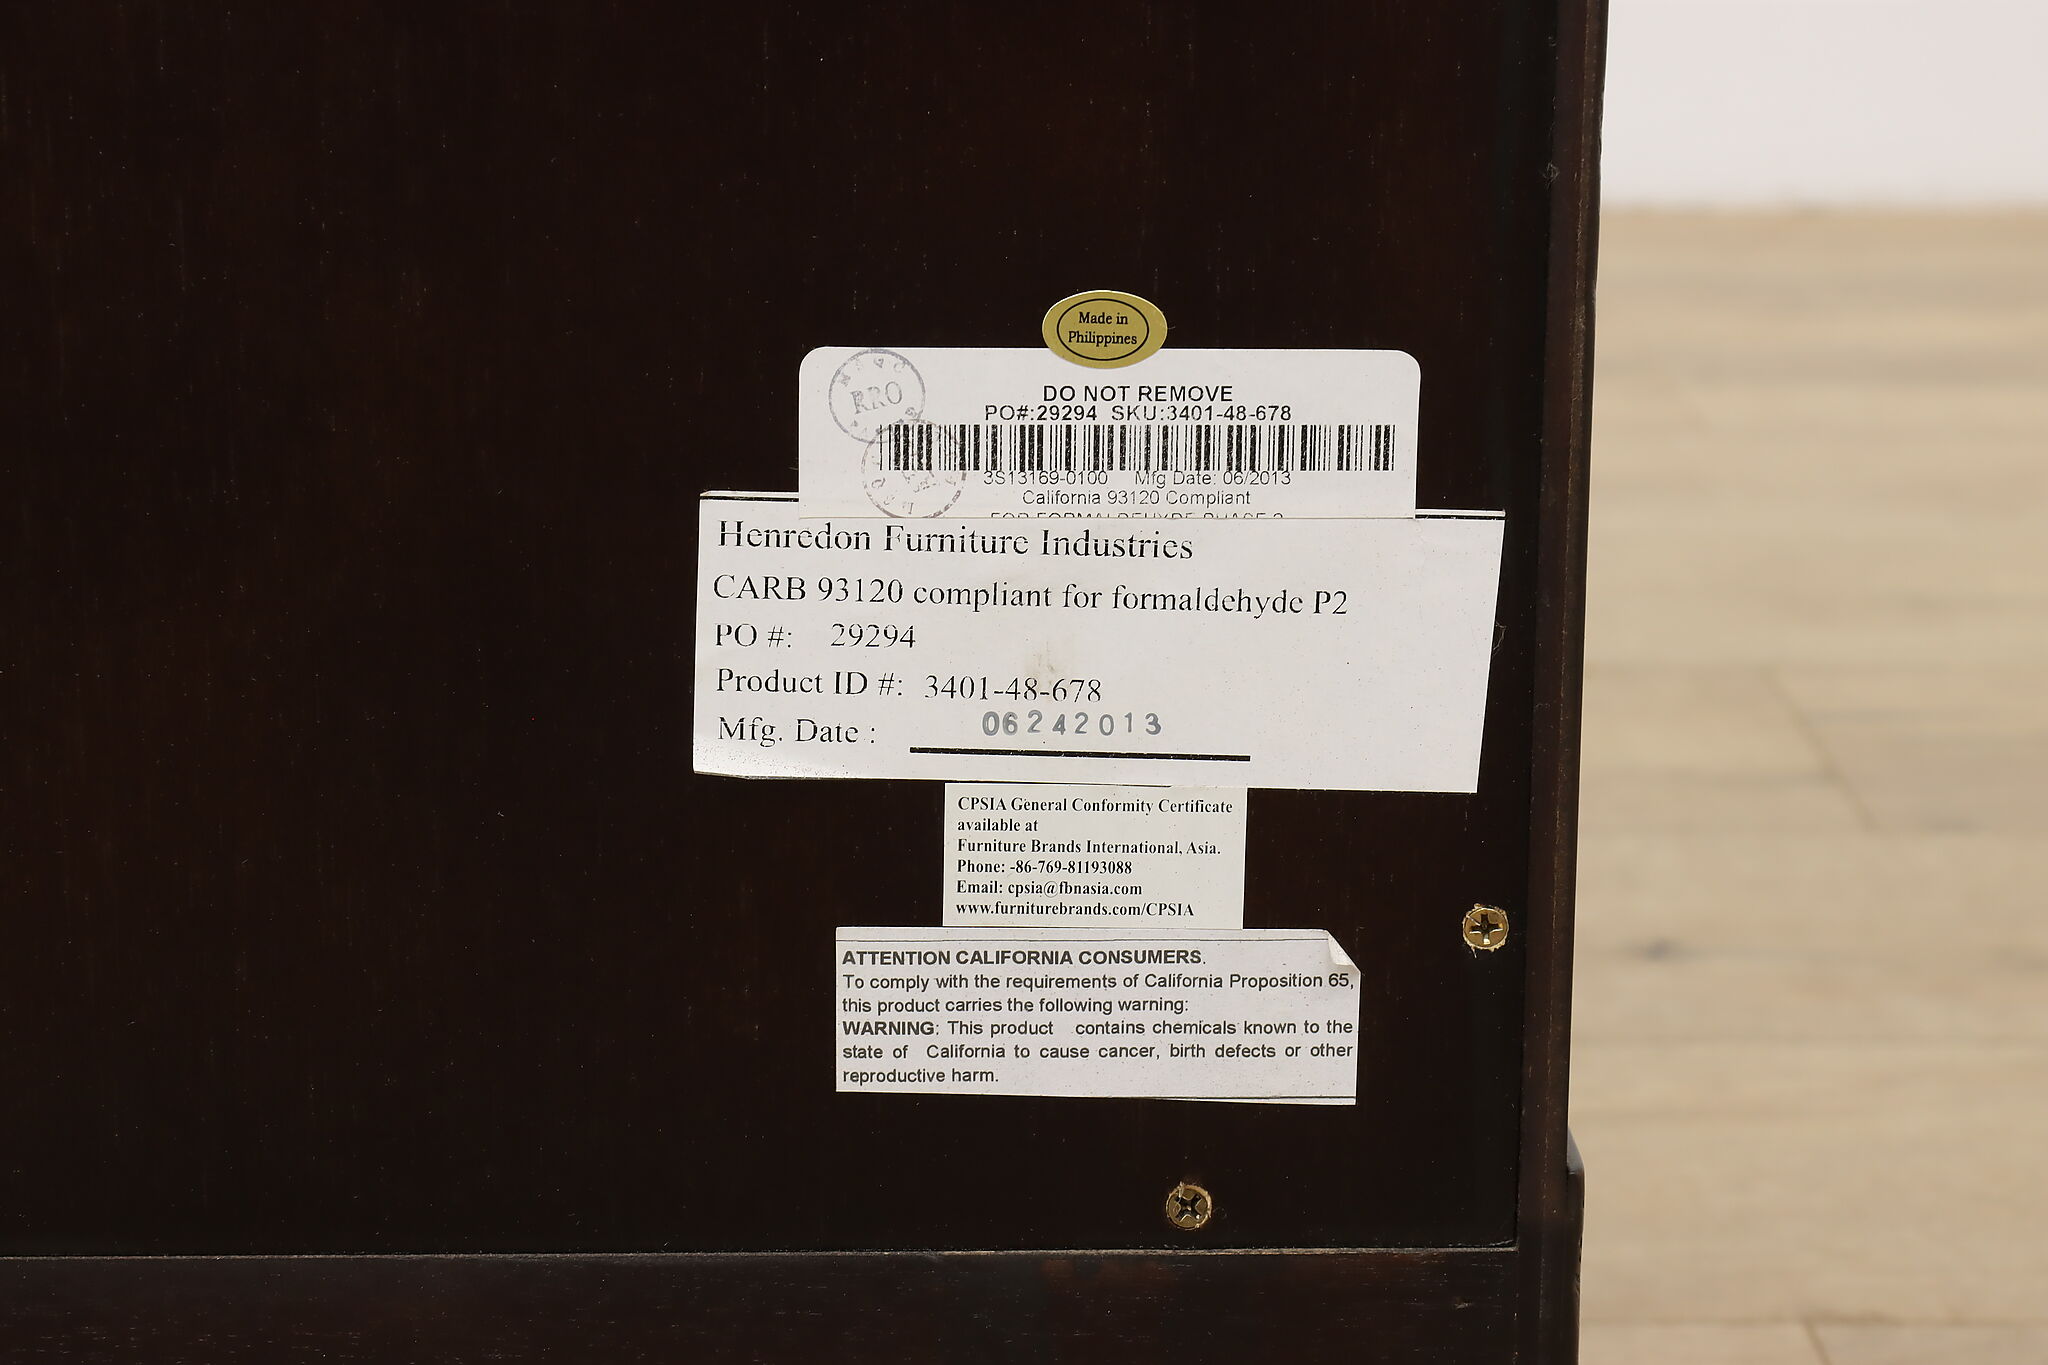 Made in
Philippines
RRO
DO NOT REMOVE
PO#:29294 SKU:3401-48-678
3S13169-0100 Mfg Date: 06/2013
California 93120 Compliant
FOR FORMALDEHYDE PHASE 2
Henredon Furniture Industries
CARB 93120 compliant for formaldehyde P2
PO #: 29294
Product ID #: 3401-48-678
Mfg. Date : 06242013
CPSIA General Conformity Certificate
available at
Furniture Brands International, Asia.
Phone: -86-769-81193088
Email: cpsia@fbnasia.com
www.furniturebrands.com/CPSIA
ATTENTION CALIFORNIA CONSUMERS.
To comply with the requirements of California Proposition 65,
this product carries the following warning:
WARNING: This product contains chemicals known to the
state of California to cause cancer, birth defects or other
reproductive harm.